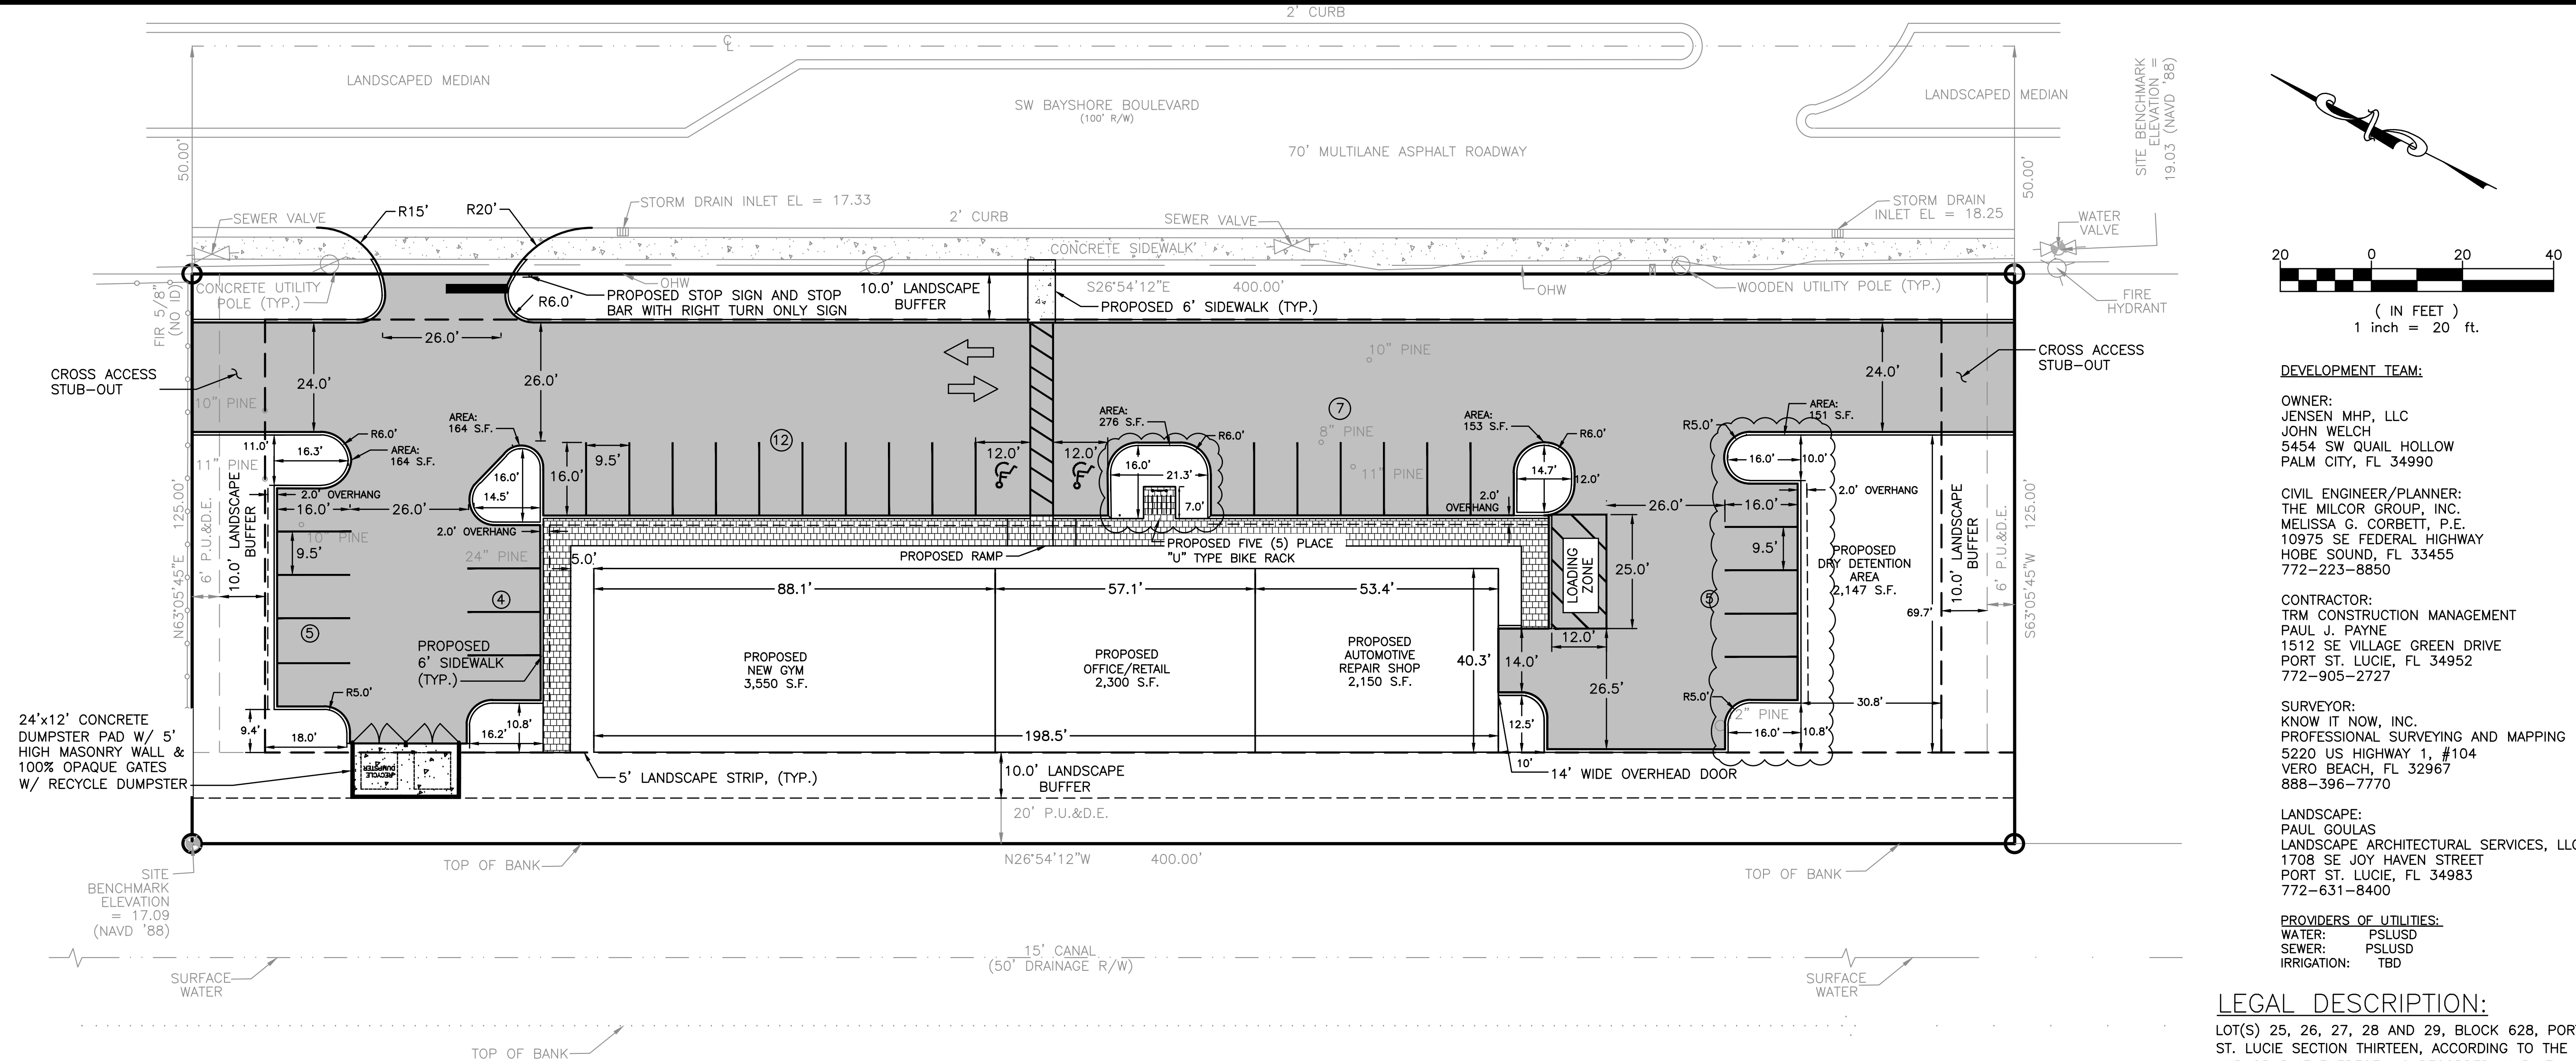 2' CURB
℄
LANDSCAPED MEDIAN
SW BAYSHORE BOULEVARD
(100' R/W)
LANDSCAPED MEDIAN
70' MULTILANE ASPHALT ROADWAY
50.00'
50.00'
SITE BENCHMARK
ELEVATION =
19.03 (NAVD '88)
SEWER VALVE
R15'
R20'
STORM DRAIN INLET EL = 17.33
2' CURB
SEWER VALVE
STORM DRAIN
INLET EL = 18.25
WATER
VALVE
CONCRETE SIDEWALK
FIR 5/8"
(NO ID)
CONCRETE UTILITY
POLE (TYP.)
OHW
R6.0'
PROPOSED STOP SIGN AND STOP
BAR WITH RIGHT TURN ONLY SIGN
10.0' LANDSCAPE
BUFFER
S26°54'12"E 400.00'
PROPOSED 6' SIDEWALK (TYP.)
OHW
WOODEN UTILITY POLE (TYP.)
FIRE
HYDRANT
26.0'
CROSS ACCESS
STUB-OUT
24.0'
26.0'
10" PINE
24.0'
CROSS ACCESS
STUB-OUT
10" PINE
AREA:
164 S.F.
12
AREA:
276 S.F.
7
8" PINE
AREA:
153 S.F.
AREA:
151 S.F.
11.0'
16.3'
R6.0'
AREA:
164 S.F.
11" PINE
16.0'
14.5'
16.0'
9.5'
12.0'
12.0'
16.0'
21.3'
R6.0'
7.0'
11" PINE
14.7'
R6.0'
12.0'
R5.0'
16.0'
10.0'
2.0' OVERHANG
16.0'
26.0'
2.0' OVERHANG
2.0'
OVERHANG
26.0'
16.0'
2.0' OVERHANG
N63°05'45"E 125.00'
6' P.U.&D.E.
10.0' LANDSCAPE
BUFFER
10" PINE
9.5'
24" PINE
5.0'
PROPOSED RAMP
PROPOSED FIVE (5) PLACE
"U" TYPE BIKE RACK
LOADING
ZONE
25.0'
9.5'
PROPOSED
DRY DETENTION
AREA
2,147 S.F.
10.0' LANDSCAPE
BUFFER
6' P.U.&D.E.
S63°05'45"W 125.00'
88.1'
57.1'
53.4'
4
5
5
69.7'
PROPOSED
6' SIDEWALK
(TYP.)
PROPOSED
NEW GYM
3,550 S.F.
PROPOSED
OFFICE/RETAIL
2,300 S.F.
PROPOSED
AUTOMOTIVE
REPAIR SHOP
2,150 S.F.
40.3'
14.0'
12.0'
26.5'
R5.0'
R5.0'
30.8'
2" PINE
24'x12' CONCRETE
DUMPSTER PAD W/ 5'
HIGH MASONRY WALL &
100% OPAQUE GATES
W/ RECYCLE DUMPSTER
9.4'
18.0'
10.8'
16.2'
198.5'
12.5'
10'
16.0'
10.8'
RECYCLE
DUMPSTER
5' LANDSCAPE STRIP, (TYP.)
10.0' LANDSCAPE
BUFFER
14' WIDE OVERHEAD DOOR
20' P.U.&D.E.
TOP OF BANK
N26°54'12"W 400.00'
TOP OF BANK
SITE
BENCHMARK
ELEVATION
= 17.09
(NAVD '88)
15' CANAL
(50' DRAINAGE R/W)
SURFACE
WATER
SURFACE
WATER
TOP OF BANK
20 0 20 40
( IN FEET )
1 inch = 20 ft.
DEVELOPMENT TEAM:
OWNER:
JENSEN MHP, LLC
JOHN WELCH
5454 SW QUAIL HOLLOW
PALM CITY, FL 34990
CIVIL ENGINEER/PLANNER:
THE MILCOR GROUP, INC.
MELISSA G. CORBETT, P.E.
10975 SE FEDERAL HIGHWAY
HOBE SOUND, FL 33455
772-223-8850
CONTRACTOR:
TRM CONSTRUCTION MANAGEMENT
PAUL J. PAYNE
1512 SE VILLAGE GREEN DRIVE
PORT ST. LUCIE, FL 34952
772-905-2727
SURVEYOR:
KNOW IT NOW, INC.
PROFESSIONAL SURVEYING AND MAPPING
5220 US HIGHWAY 1, #104
VERO BEACH, FL 32967
888-396-7770
LANDSCAPE:
PAUL GOULAS
LANDSCAPE ARCHITECTURAL SERVICES, LLC
1708 SE JOY HAVEN STREET
PORT ST. LUCIE, FL 34983
772-631-8400
PROVIDERS OF UTILITIES:
WATER: PSLUSD
SEWER: PSLUSD
IRRIGATION: TBD
LEGAL DESCRIPTION:
LOT(S) 25, 26, 27, 28 AND 29, BLOCK 628, PORT
ST. LUCIE SECTION THIRTEEN, ACCORDING TO THE